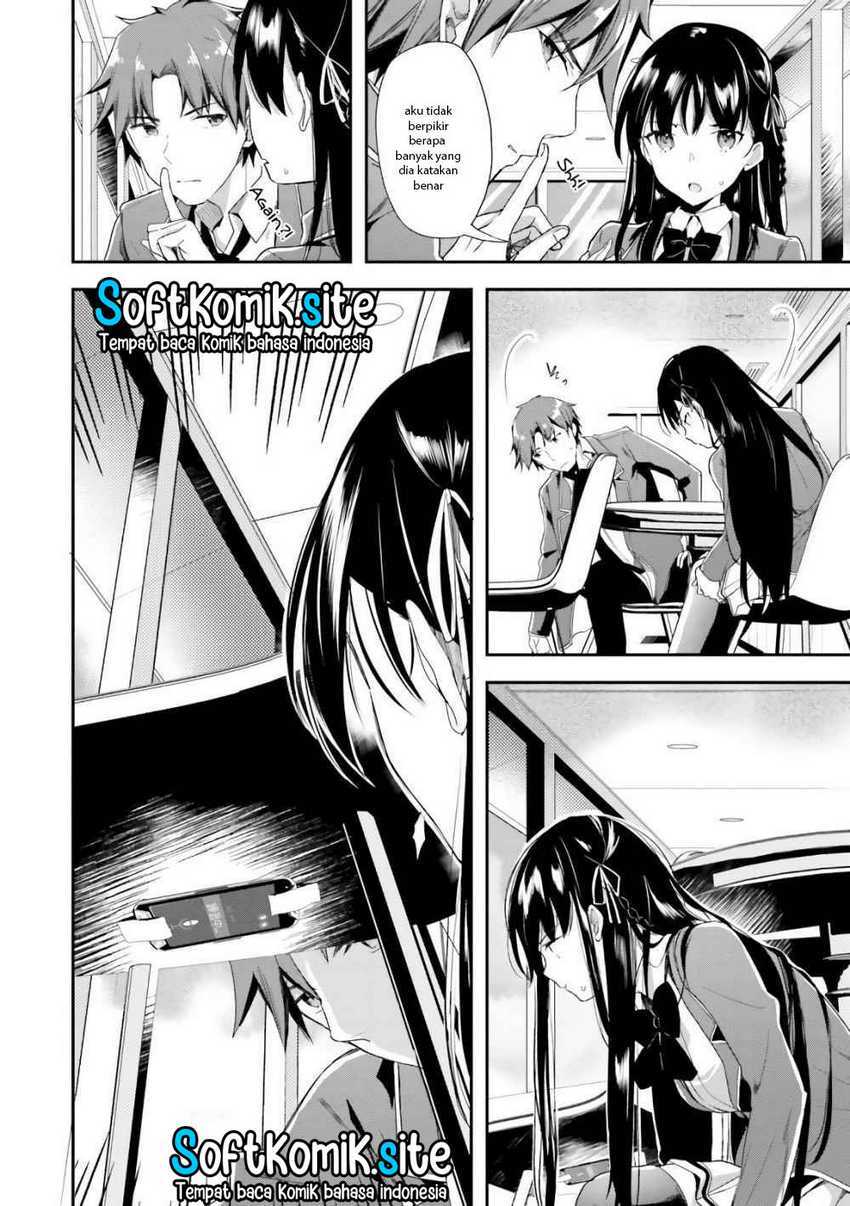 aku tidak
berpikir
berapa
banyak yang
dia katakan
benar
Shh!
Again?!
SoftKomik.site
Tempat baca Komik bahasa indonesia
SoftKomik.site
Tempat baca Komik bahasa indonesia